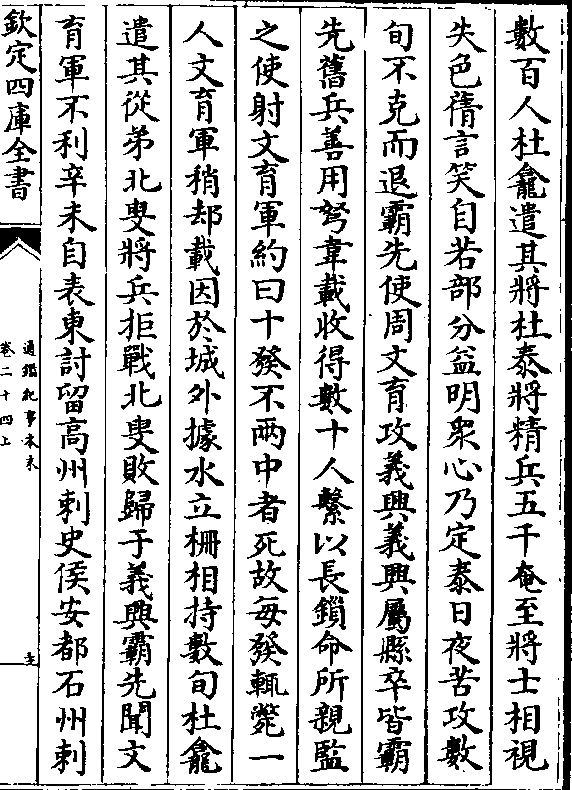 數百人杜龕遣其將杜泰將精兵五千奄至將士相視
失色蒨言笑自若部分益明衆心乃定泰日夜苦攻數
旬不克而退霸先使周文育攻義興義興屬縣卒皆霸
先舊兵善用弩韋載收得數十人繫以長鎖命所親監
之使射文育軍約曰十發不兩中者死故每發輒斃一
人文育軍稍却載因於城外據水立柵相持數旬杜龕
遣其從弟北叟將兵拒戰北叟敗歸于義興霸先聞文
育軍不利辛未自表東討留高州刺史侯安都石州刺
欽定四庫全書
通鑑紀事本末
卷二十四上